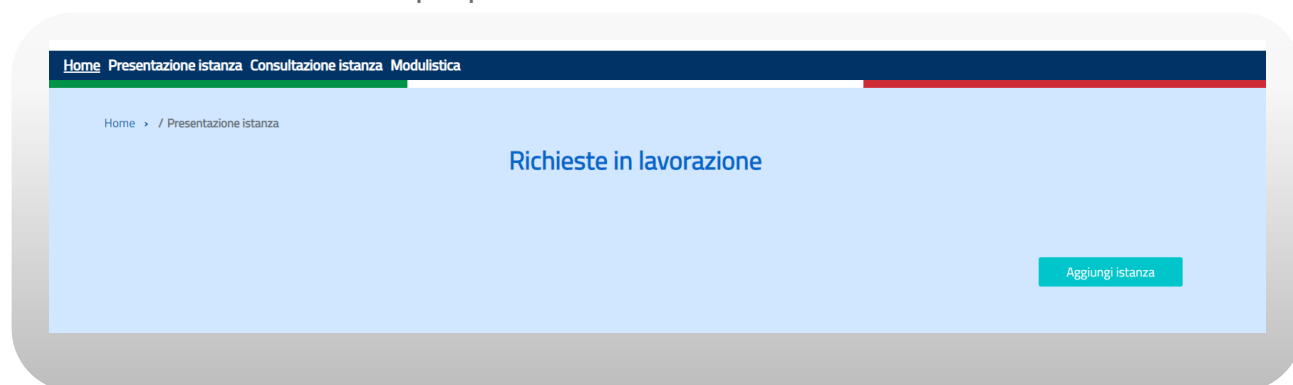 Home Presentazione istanza Consultazione istanza Modulistica
Home › / Presentazione istanza
Richieste in lavorazione
Aggiungi istanza